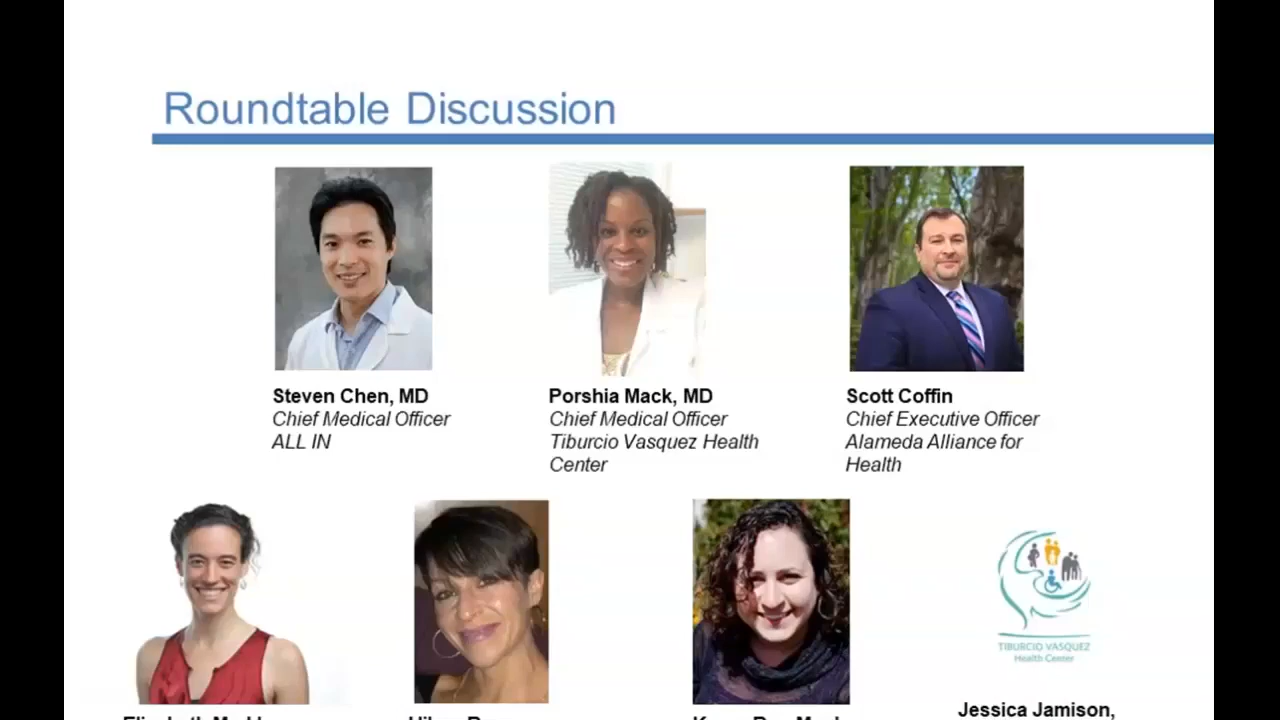 Roundtable Discussion
Steven Chen, MD
Chief Medical Officer
ALL IN
Porshia Mack, MD
Chief Medical Officer
Tiburcio Vasquez Health
Center
Scott Coffin
Chief Executive Officer
Alameda Alliance for
Health
TIBURCIO VASQUEZ
Health Center
Elizabeth
Jessica Jamison,